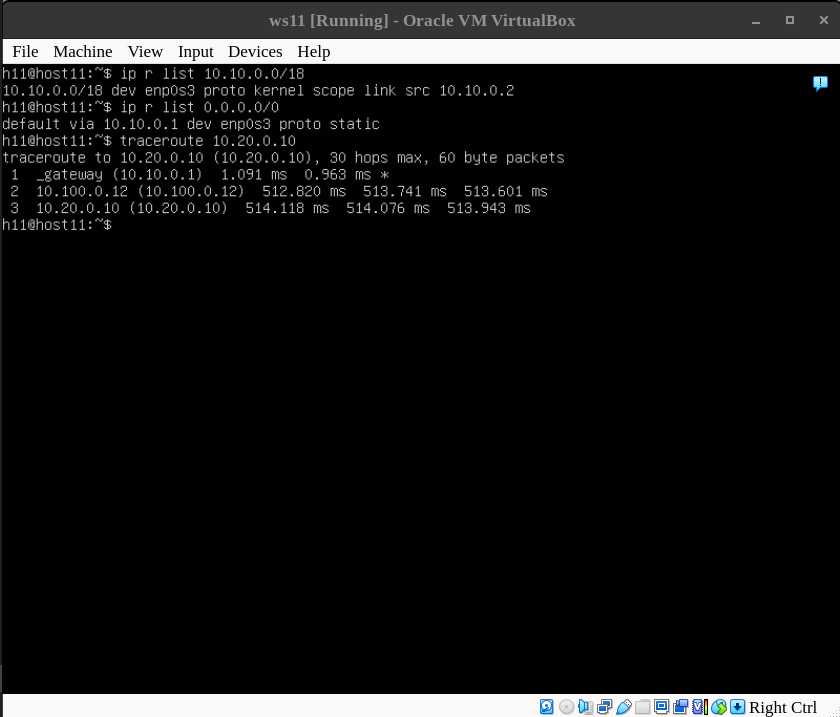 ws11 [Running] - Oracle VM VirtualBox
File Machine View Input Devices Help
h11@host11:~$ ip r list 10.10.0.0/18
10.10.0.0/18 dev enp0s3 proto kernel scope link src 10.10.0.2
h11@host11:~$ ip r list 0.0.0.0/0
default via 10.10.0.1 dev enp0s3 proto static
h11@host11:~$ traceroute 10.20.0.10
traceroute to 10.20.0.10 (10.20.0.10), 30 hops max, 60 byte packets
 1  _gateway (10.10.0.1)  1.091 ms  0.963 ms *
 2  10.100.0.12 (10.100.0.12)  512.820 ms  513.741 ms  513.601 ms
 3  10.20.0.10 (10.20.0.10)  514.118 ms  514.076 ms  513.943 ms
h11@host11:~$
Right Ctrl